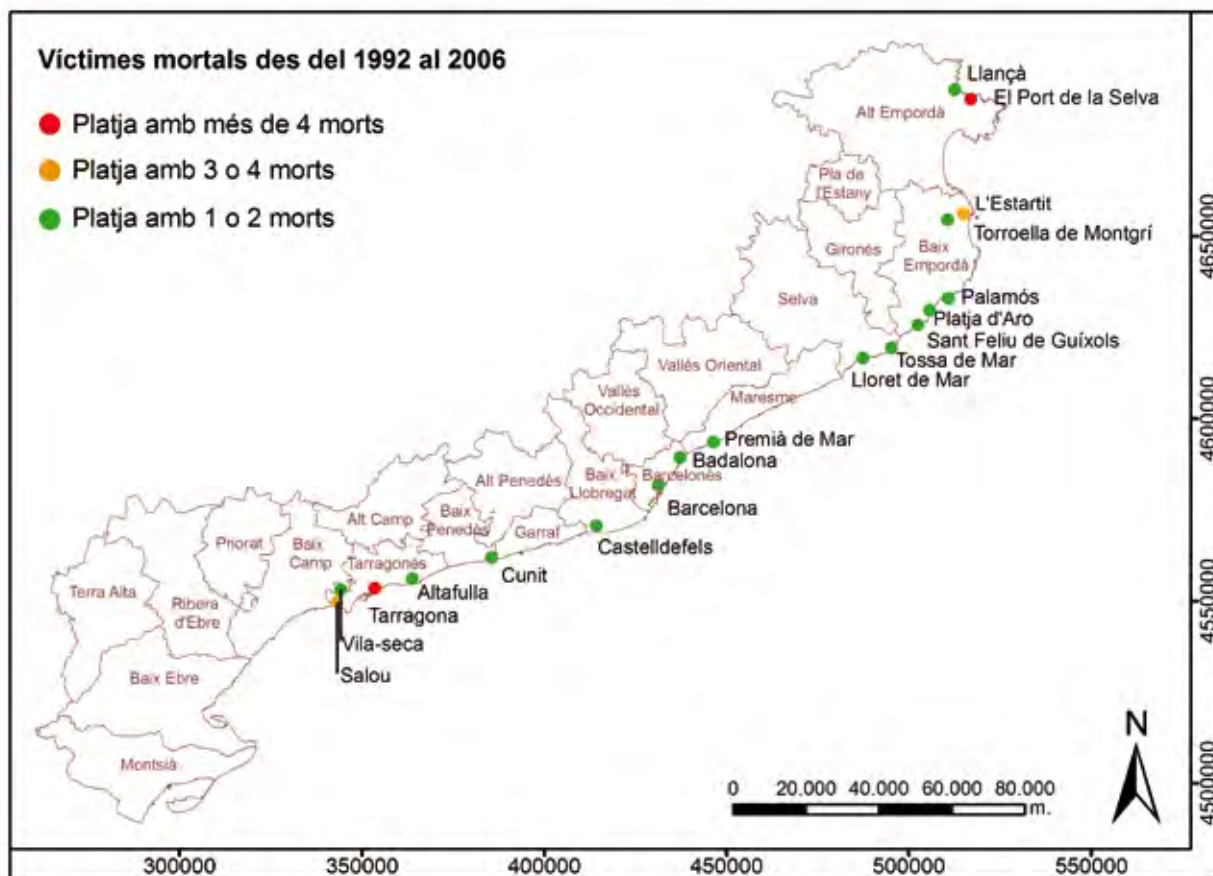 Víctimes mortals des del 1992 al 2006
Platja amb més de 4 morts
Platja amb 3 o 4 morts
Platja amb 1 o 2 morts
Llançà
El Port de la Selva
Alt Empordà
Pla de
l'Estany
L'Estartit
Torroella de Montgrí
Gironès
Baix
Empordà
Selva
Palamós
Platja d'Aro
Sant Feliu de Guíxols
Tossa de Mar
Lloret de Mar
Vallès Oriental
Vallès
Occidental
Maresme
Premià de Mar
Badalona
Alt Penedès
Baix
Llobregat
Barcelonès
Barcelona
Alt Camp
Baix
Penedès
Garraf
Castelldefels
Priorat
Baix
Camp
Tarragonès
Cunit
Altafulla
Terra Alta
Ribera
d'Ebre
Tarragona
Vila-seca
Salou
Baix Ebre
Montsià
N
0 20.000 40.000 60.000 80.000
m.
4650000
4600000
4550000
4500000
300000 350000 400000 450000 500000 550000